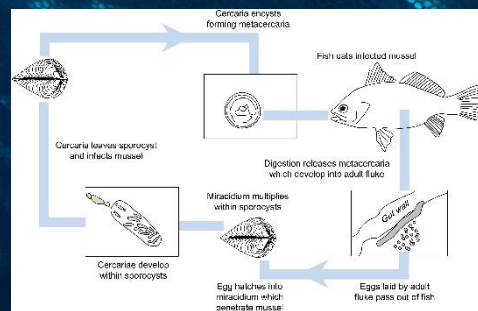 Cercaria encysts
forming metacercaria
Fish eats infected mussel
Cercaria leaves sporocyst
and infects mussel
Digestion releases metacercaria
which develop into adult fluke
Miracidium multiplies
within sporocysts
Gut wall
Cercariae develop
within sporocysts
Egg hatches into
miracidium which
penetrate mussel
Eggs laid by adult
fluke pass out of fish